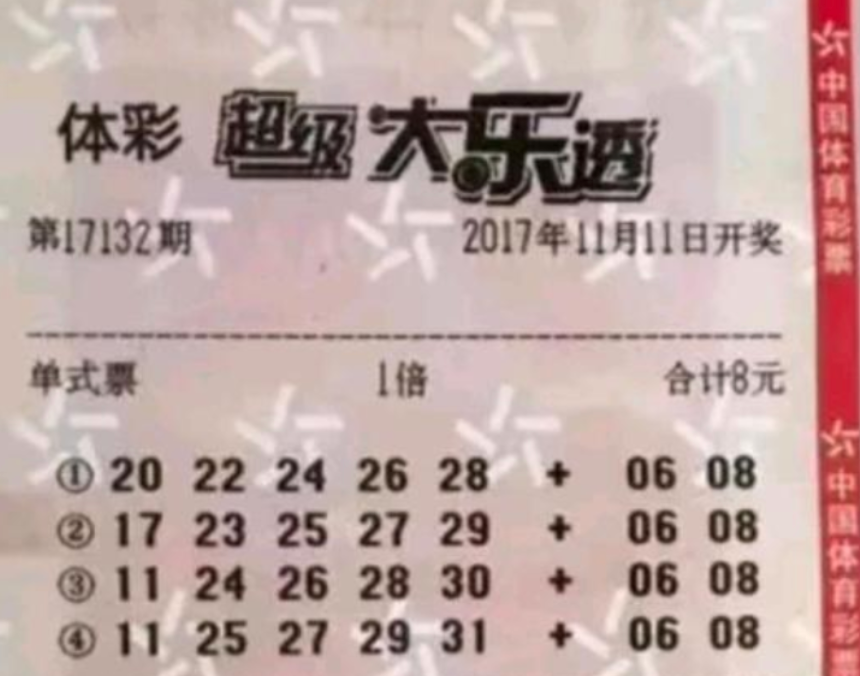 体彩 超级大乐透
第17132期 2017年11月11日开奖
单式票 1倍 合计8元
① 20 22 24 26 28 + 06 08
② 17 23 25 27 29 + 06 08
③ 11 24 26 28 30 + 06 08
④ 11 25 27 29 31 + 06 08
中国体育彩票
中国体育彩票